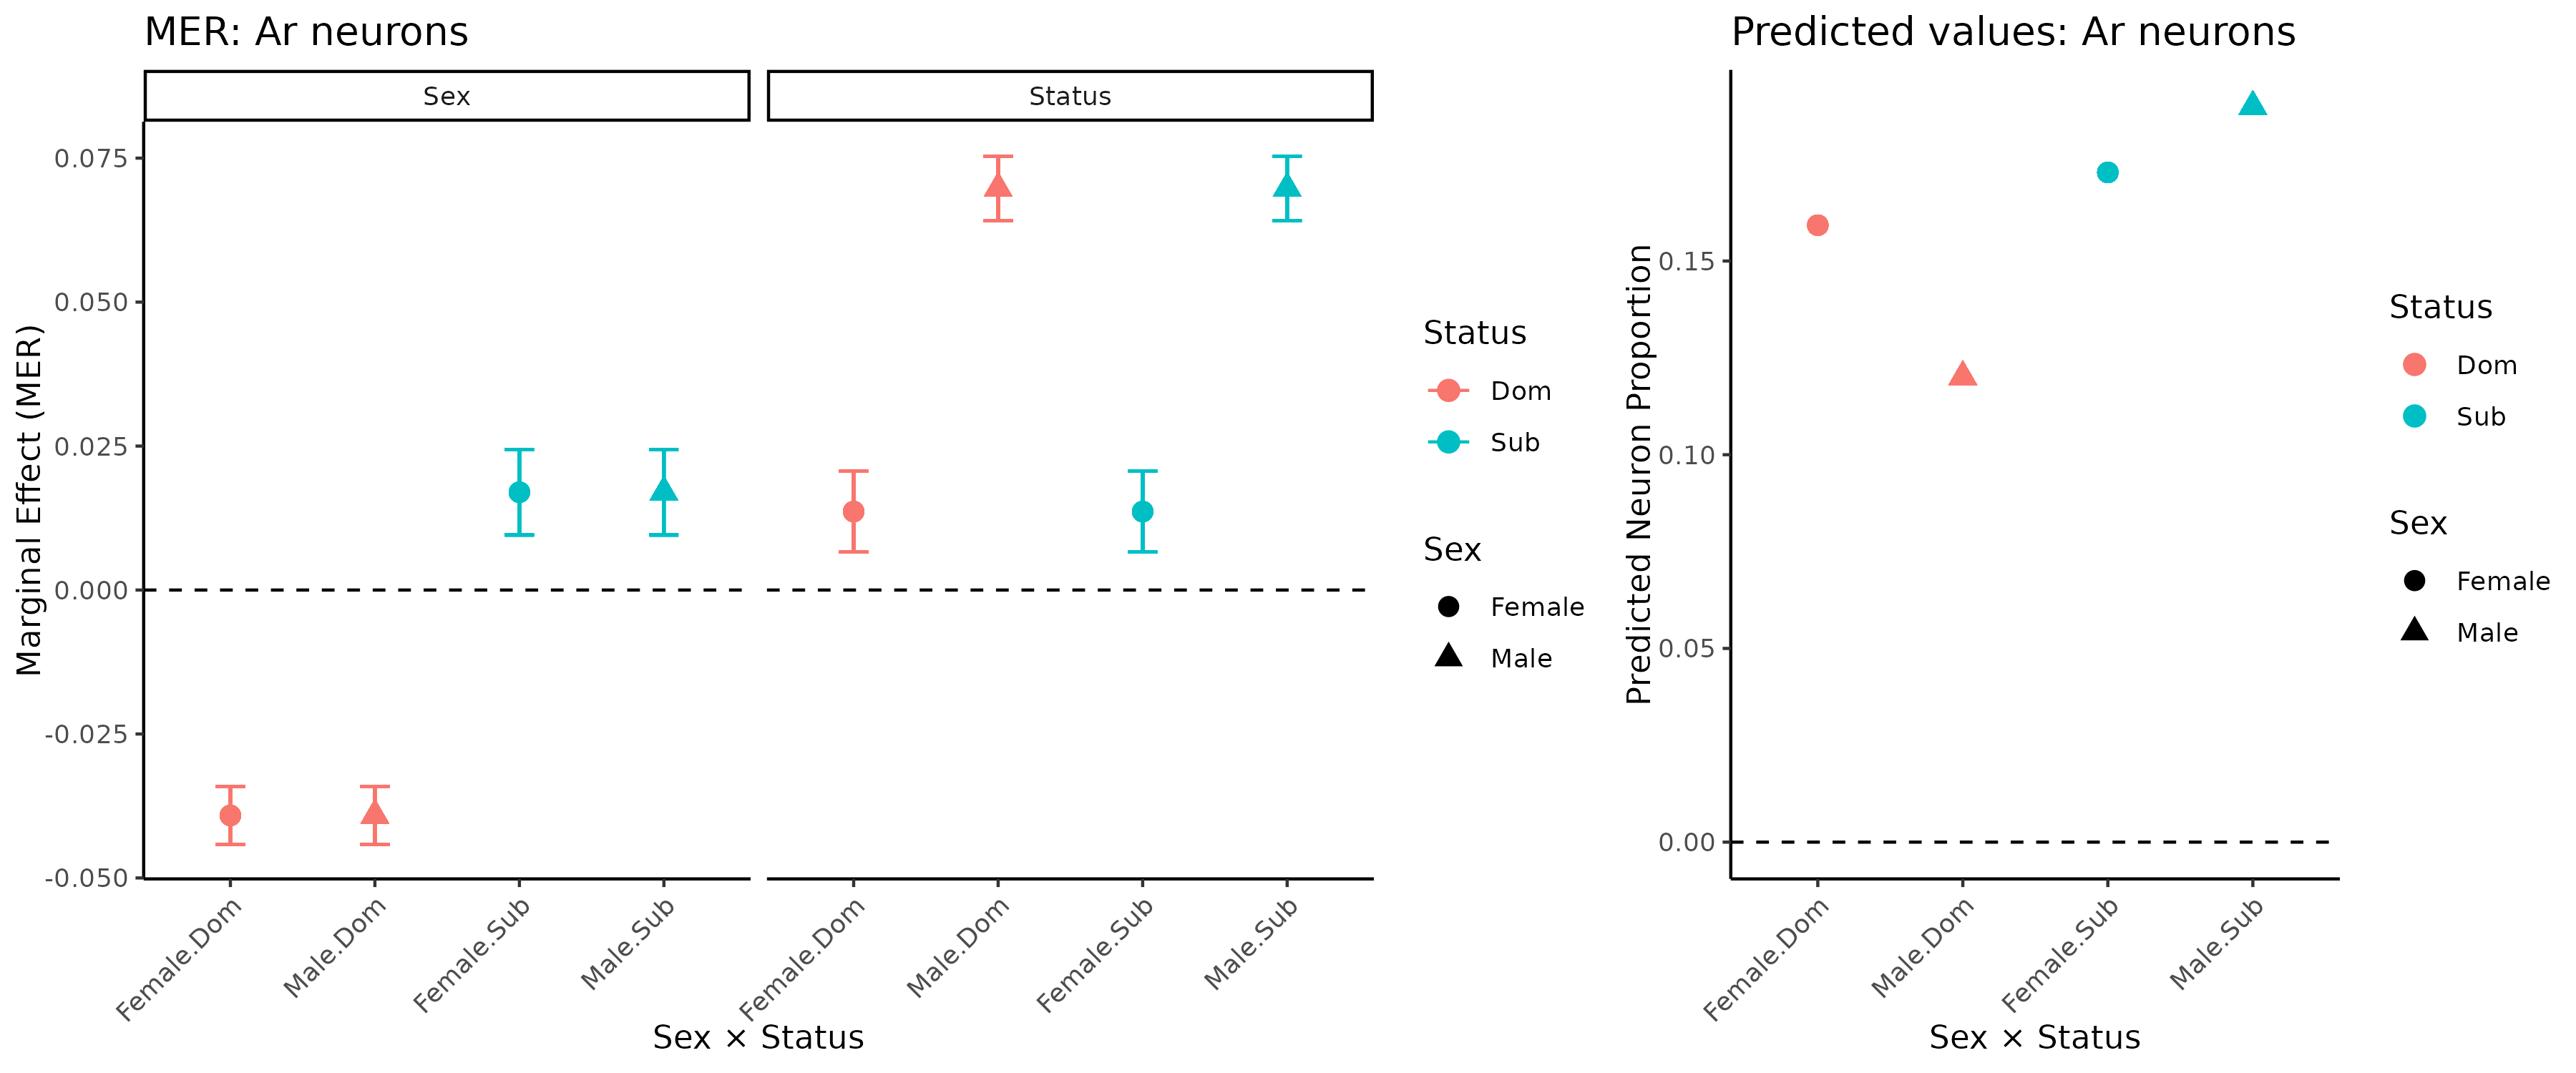 MER: Ar neurons
Sex
Status
Marginal Effect (MER)
0.075
0.050
0.025
0.000
-0.025
-0.050
Female.Dom
Male.Dom
Female.Sub
Male.Sub
Female.Dom
Male.Dom
Female.Sub
Male.Sub
Sex × Status
Status
Dom
Sub
Sex
Female
Male
Predicted values: Ar neurons
Predicted Neuron Proportion
0.15
0.10
0.05
0.00
Female.Dom
Male.Dom
Female.Sub
Male.Sub
Sex × Status
Status
Dom
Sub
Sex
Female
Male